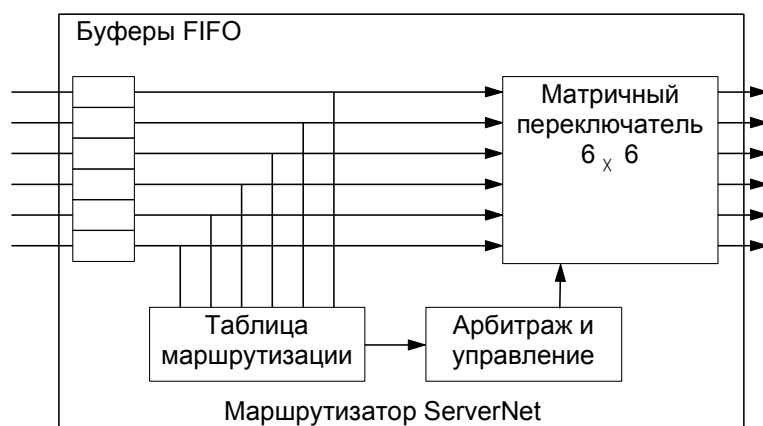 Буферы FIFO
Матричный
переключатель
6 x 6
Таблица
маршрутизации
Арбитраж и
управление
Маршрутизатор ServerNet